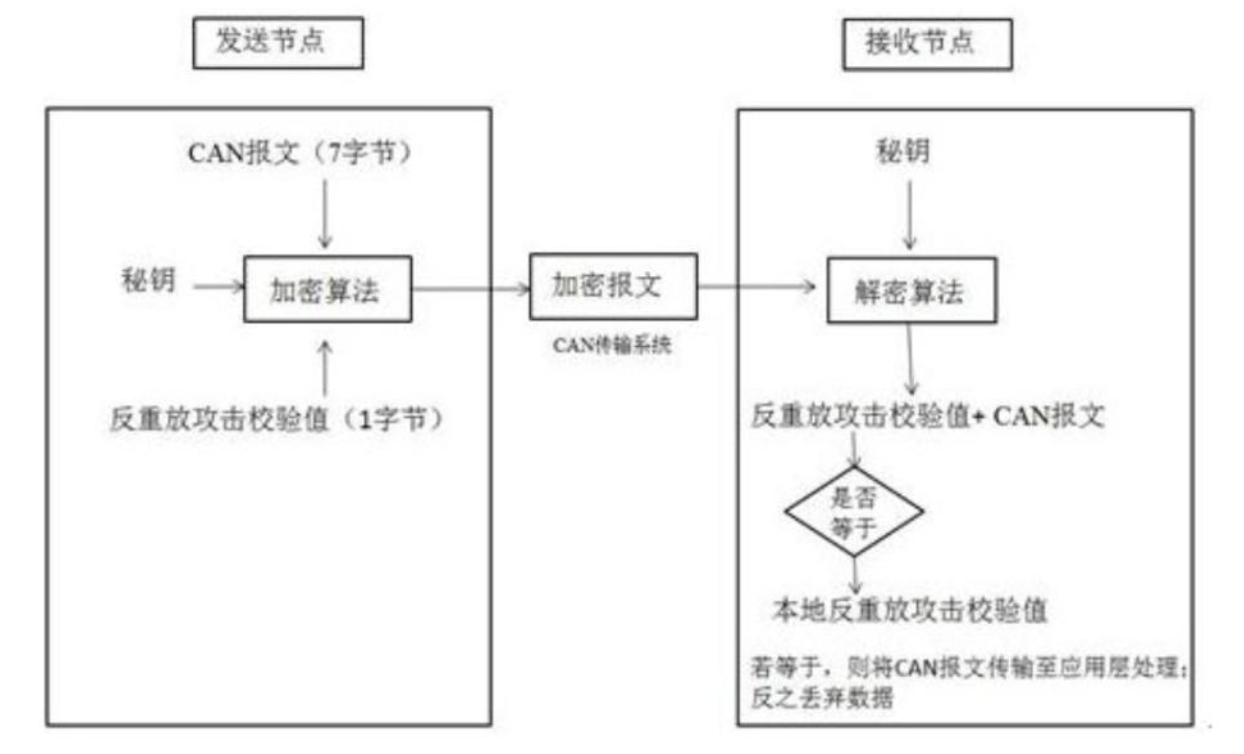 发送节点
接收节点
CAN报文（7字节）
秘钥
加密算法
反重放攻击校验值（1字节）
加密报文
CAN传输系统
秘钥
解密算法
反重放攻击校验值+ CAN报文
是否
等于
本地反重放攻击校验值
若等于，则将CAN报文传输至应用层处理；
反之丢弃数据